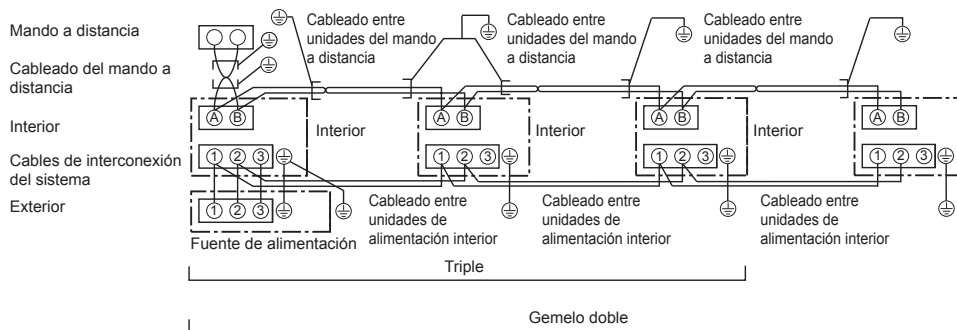 Mando a distancia
Cableado entre
unidades del mando
a distancia
Cableado entre
unidades del mando
a distancia
Cableado entre
unidades del mando
a distancia
Cableado del mando a
distancia
A B
A B
A B
A B
Interior
Interior
Interior
Interior
1 2 3
1 2 3
1 2 3
1 2 3
Cables de interconexión
del sistema
Exterior
1 2 3
Fuente de alimentación
Cableado entre
unidades de
alimentación interior
Cableado entre
unidades de
alimentación interior
Cableado entre
unidades de
alimentación interior
Triple
Gemelo doble